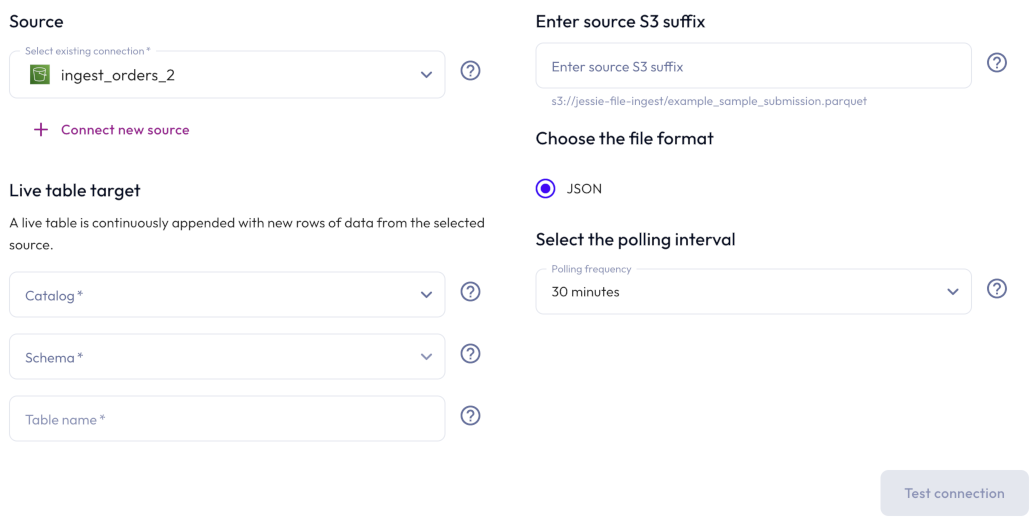 Source
Select existing connection *
ingest_orders_2
Connect new source
Live table target
A live table is continuously appended with new rows of data from the selected
source.
Catalog *
Schema *
Table name *
Enter source S3 suffix
Enter source S3 suffix
s3://jessie-file-ingest/example_sample_submission.parquet
Choose the file format
JSON
Select the polling interval
Polling frequency
30 minutes
Test connection